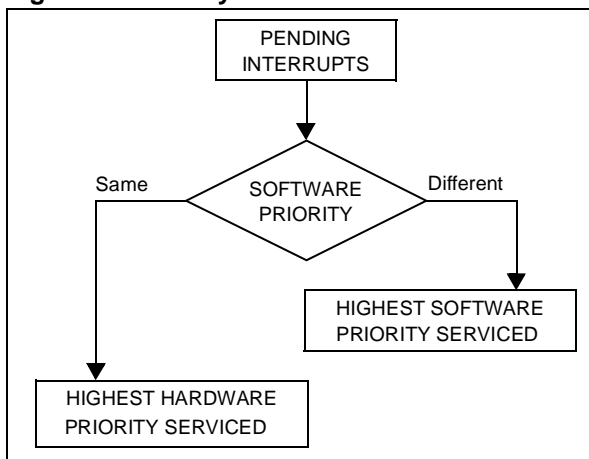 PENDING
INTERRUPTS
Same
SOFTWARE
PRIORITY
Different
HIGHEST SOFTWARE
PRIORITY SERVICED
HIGHEST HARDWARE
PRIORITY SERVICED